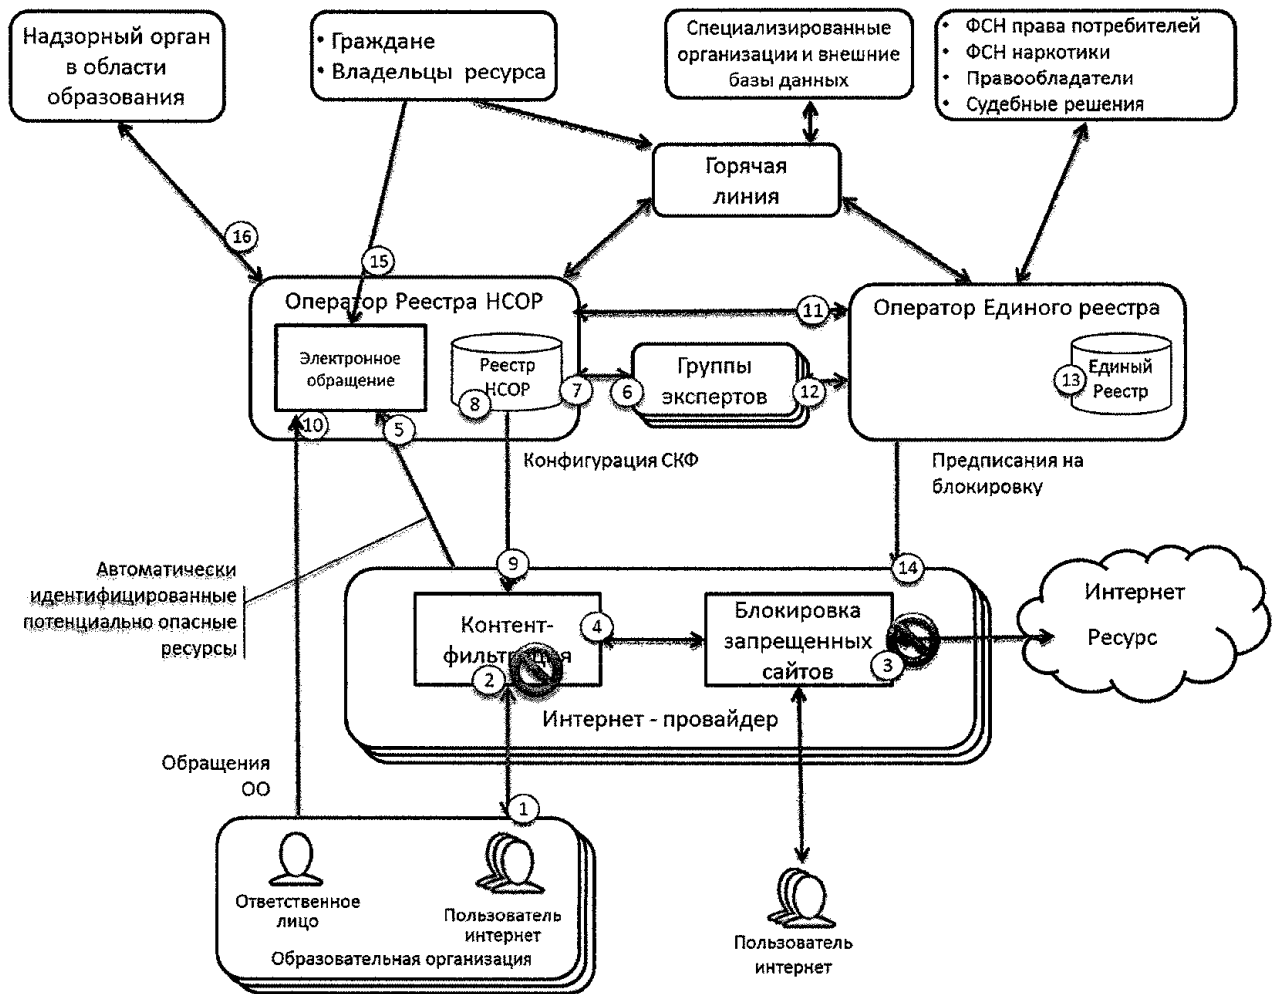 Надзорный орган
в области
образования
• Граждане
• Владельцы ресурса
Специализированные
организации и внешние
базы данных
• ФСН права потребителей
• ФСН наркотики
• Правообладатели
• Судебные решения
Горячая
линия
16
15
Оператор Реестра НСОР
Электронное
обращение
Реестр
НСОР
8
7
6
Группы
экспертов
12
11
Оператор Единого реестра
13
Единый
Реестр
10
5
Конфигурация СКФ
Предписания на
блокировку
Автоматически
идентифицированные
потенциально опасные
ресурсы
9
14
Контент-
фильтрация
2
4
Блокировка
запрещенных
сайтов
3
Интернет
Ресурс
Интернет - провайдер
Обращения
ОО
1
Ответственное
лицо
Пользователь
интернет
Образовательная организация
Пользователь
интернет